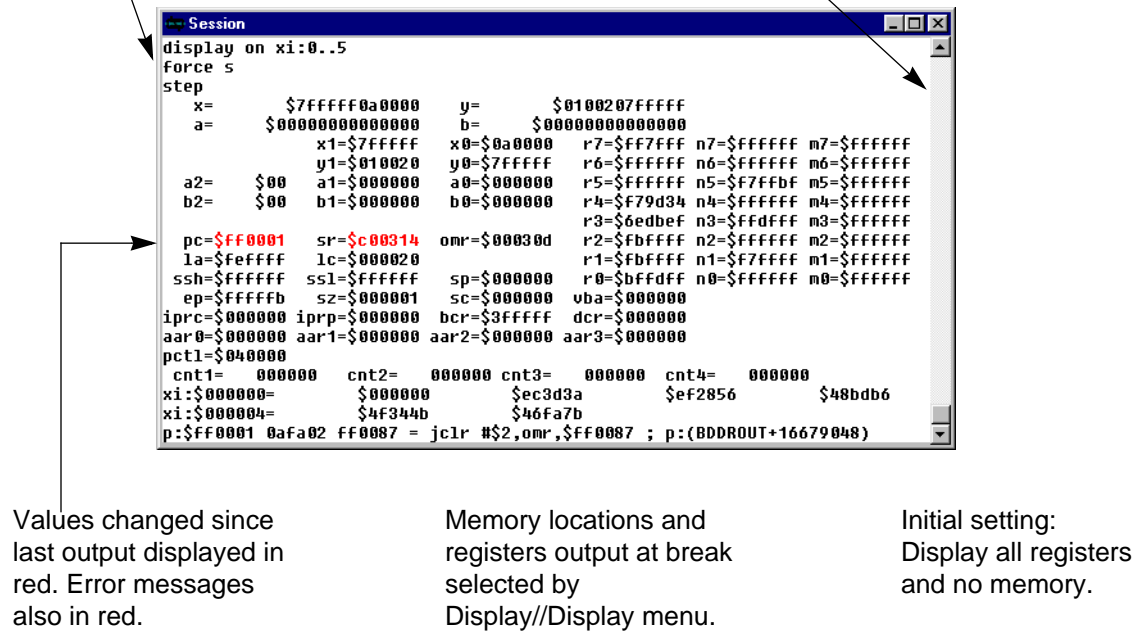 Session
display on xi:0..5
force s
step
x= $7fffff0a0000 y= $0100207fffff
a= $00000000000000 b= $00000000000000
x1=$7fffff x0=$0a0000 r7=$ff7fff n7=$ffffff m7=$ffffff
y1=$010020 y0=$7fffff r6=$ffffff n6=$ffffff m6=$ffffff
a2= $00 a1=$000000 a0=$000000 r5=$ffffff n5=$f7ffbf m5=$ffffff
b2= $00 b1=$000000 b0=$000000 r4=$f79d34 n4=$ffffff m4=$ffffff
r3=$6edbef n3=$ffdfff m3=$ffffff
pc=$ff0001 sr=$c00314 omr=$00030d r2=$fbffff n2=$ffffff m2=$ffffff
la=$feffff lc=$000020 r1=$fbffff n1=$f7ffff m1=$ffffff
ssh=$ffffff ssl=$ffffff sp=$000000 r0=$bffdff n0=$ffffff m0=$ffffff
ep=$fffffb sz=$000001 sc=$000000 vba=$000000
iprc=$000000 iprp=$000000 bcr=$3fffff dcr=$000000
aar0=$000000 aar1=$000000 aar2=$000000 aar3=$000000
pctl=$040000
cnt1= 000000 cnt2= 000000 cnt3= 000000 cnt4= 000000
xi:$000000= $000000 $ec3d3a $ef2856 $48bdb6
xi:$000004= $4f344b $46fa7b
p:$ff0001 0afa02 ff0087 = jclr #$2,omr,$ff0087 ; p:(BDDROUT+16679048)
Values changed since
last output displayed in
red. Error messages
also in red.
Memory locations and
registers output at break
selected by
Display//Display menu.
Initial setting:
Display all registers
and no memory.